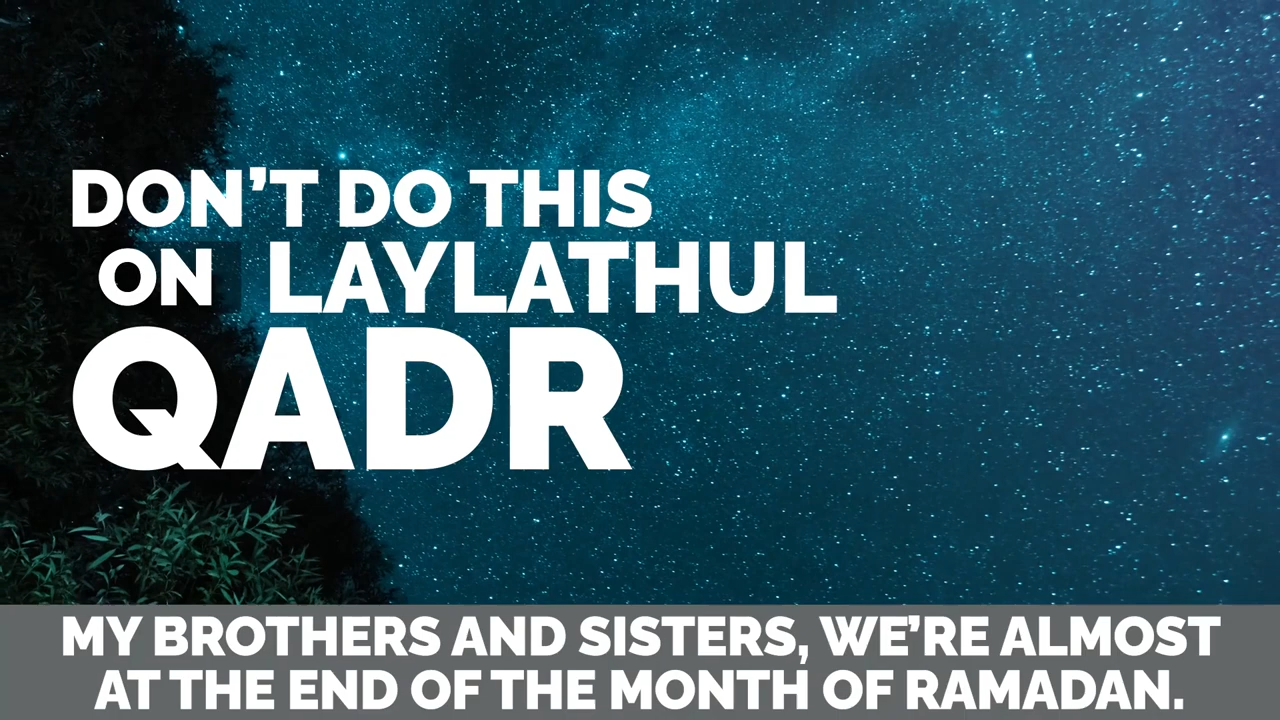 DON'T DO THIS
ON LAYLATHUL
QADR
MY BROTHERS AND SISTERS, WE'RE ALMOST
AT THE END OF THE MONTH OF RAMADAN.